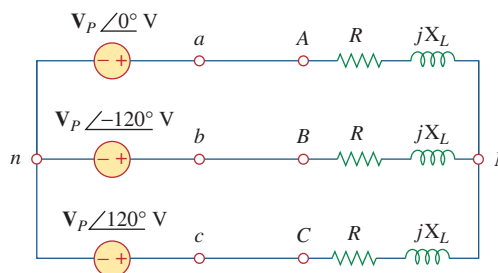 V_P ∠0° V a A R jX_L
V_P ∠−120° V b B R jX_L
n
V_P ∠120° V c C R jX_L